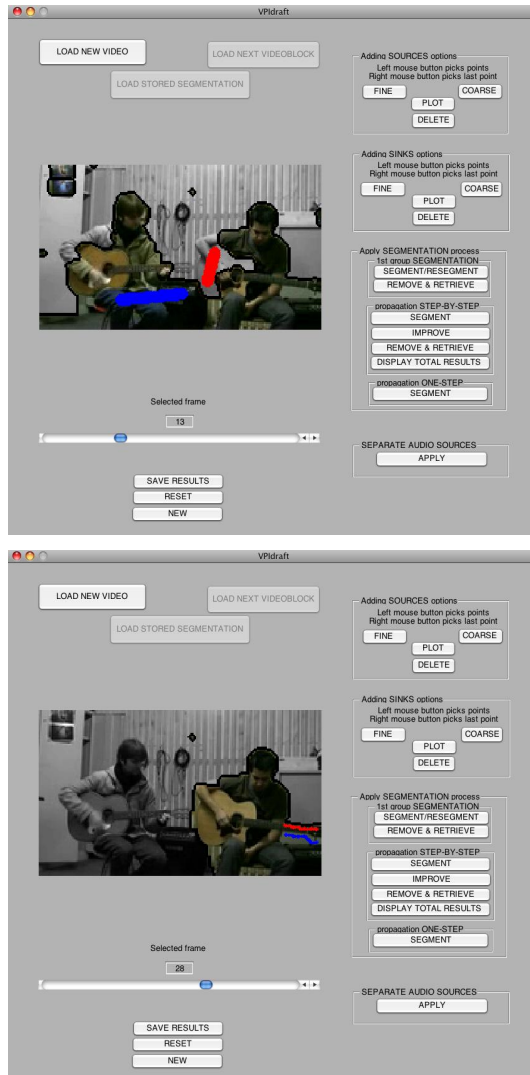 VPIdraft
LOAD NEW VIDEO
LOAD NEXT VIDEOBLOCK
LOAD STORED SEGMENTATION
Selected frame
13
SAVE RESULTS
RESET
NEW
Adding SOURCES options
Left mouse button picks points
Right mouse button picks last point
FINE
COARSE
PLOT
DELETE
Adding SINKS options
Left mouse button picks points
Right mouse button picks last point
FINE
COARSE
PLOT
DELETE
Apply SEGMENTATION process
1st group SEGMENTATION
SEGMENT/RESEGMENT
REMOVE & RETRIEVE
propagation STEP-BY-STEP
SEGMENT
IMPROVE
REMOVE & RETRIEVE
DISPLAY TOTAL RESULTS
propagation ONE-STEP
SEGMENT
SEPARATE AUDIO SOURCES
APPLY
VPIdraft
LOAD NEW VIDEO
LOAD NEXT VIDEOBLOCK
LOAD STORED SEGMENTATION
Selected frame
28
SAVE RESULTS
RESET
NEW
Adding SOURCES options
Left mouse button picks points
Right mouse button picks last point
FINE
COARSE
PLOT
DELETE
Adding SINKS options
Left mouse button picks points
Right mouse button picks last point
FINE
COARSE
PLOT
DELETE
Apply SEGMENTATION process
1st group SEGMENTATION
SEGMENT/RESEGMENT
REMOVE & RETRIEVE
propagation STEP-BY-STEP
SEGMENT
IMPROVE
REMOVE & RETRIEVE
DISPLAY TOTAL RESULTS
propagation ONE-STEP
SEGMENT
SEPARATE AUDIO SOURCES
APPLY